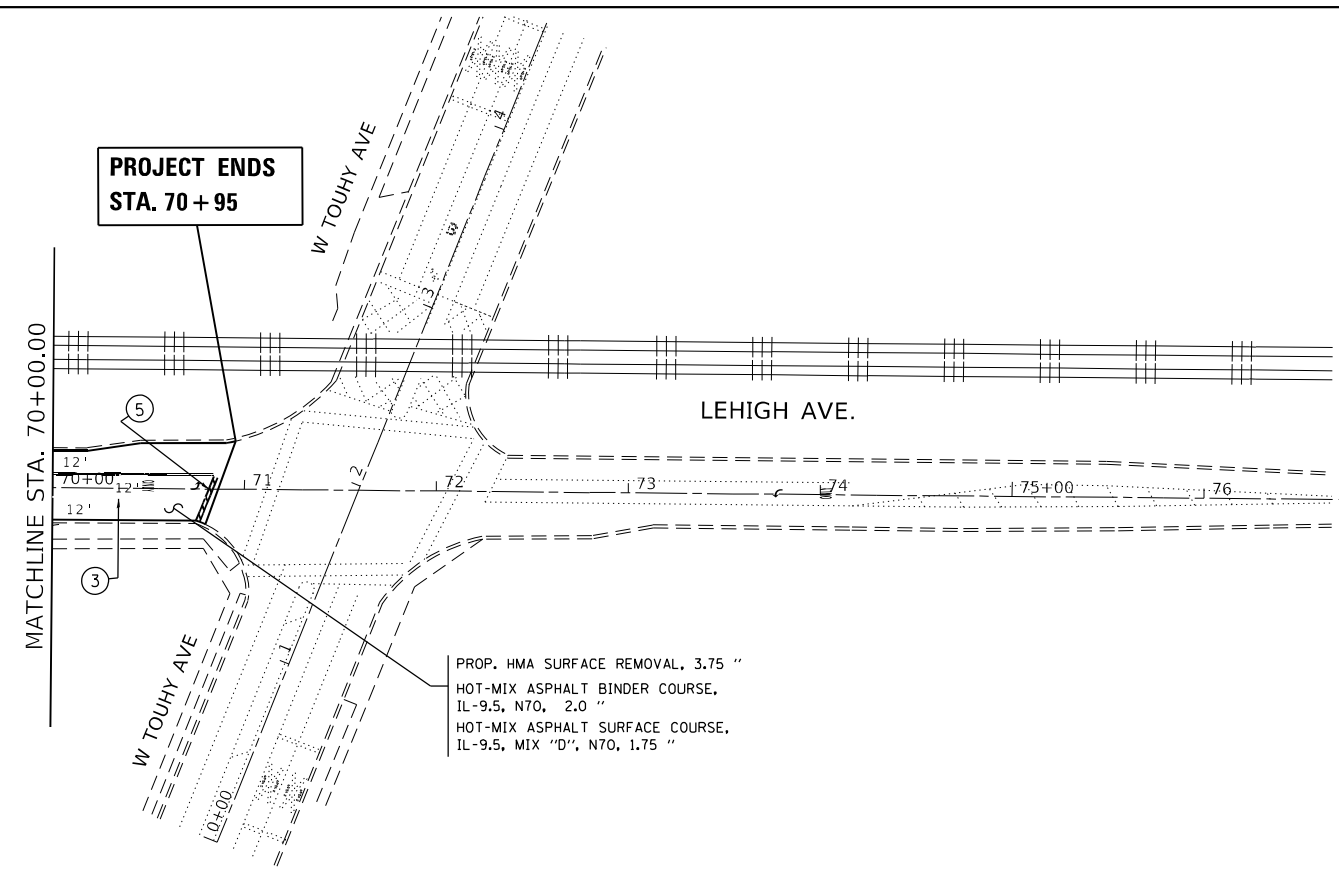 PROJECT ENDS
STA. 70+95
W TOUHY AVE
4
3
MATCHLINE STA. 70+00.00
LEHIGH AVE.
5
12'
70+00
12'
12'
71
2
72
73
74
75+00
76
3
1
W TOUHY AVE
0+00
PROP. HMA SURFACE REMOVAL, 3.75 "
HOT-MIX ASPHALT BINDER COURSE,
IL-9.5, N70, 2.0 "
HOT-MIX ASPHALT SURFACE COURSE,
IL-9.5, MIX "D", N70, 1.75 "